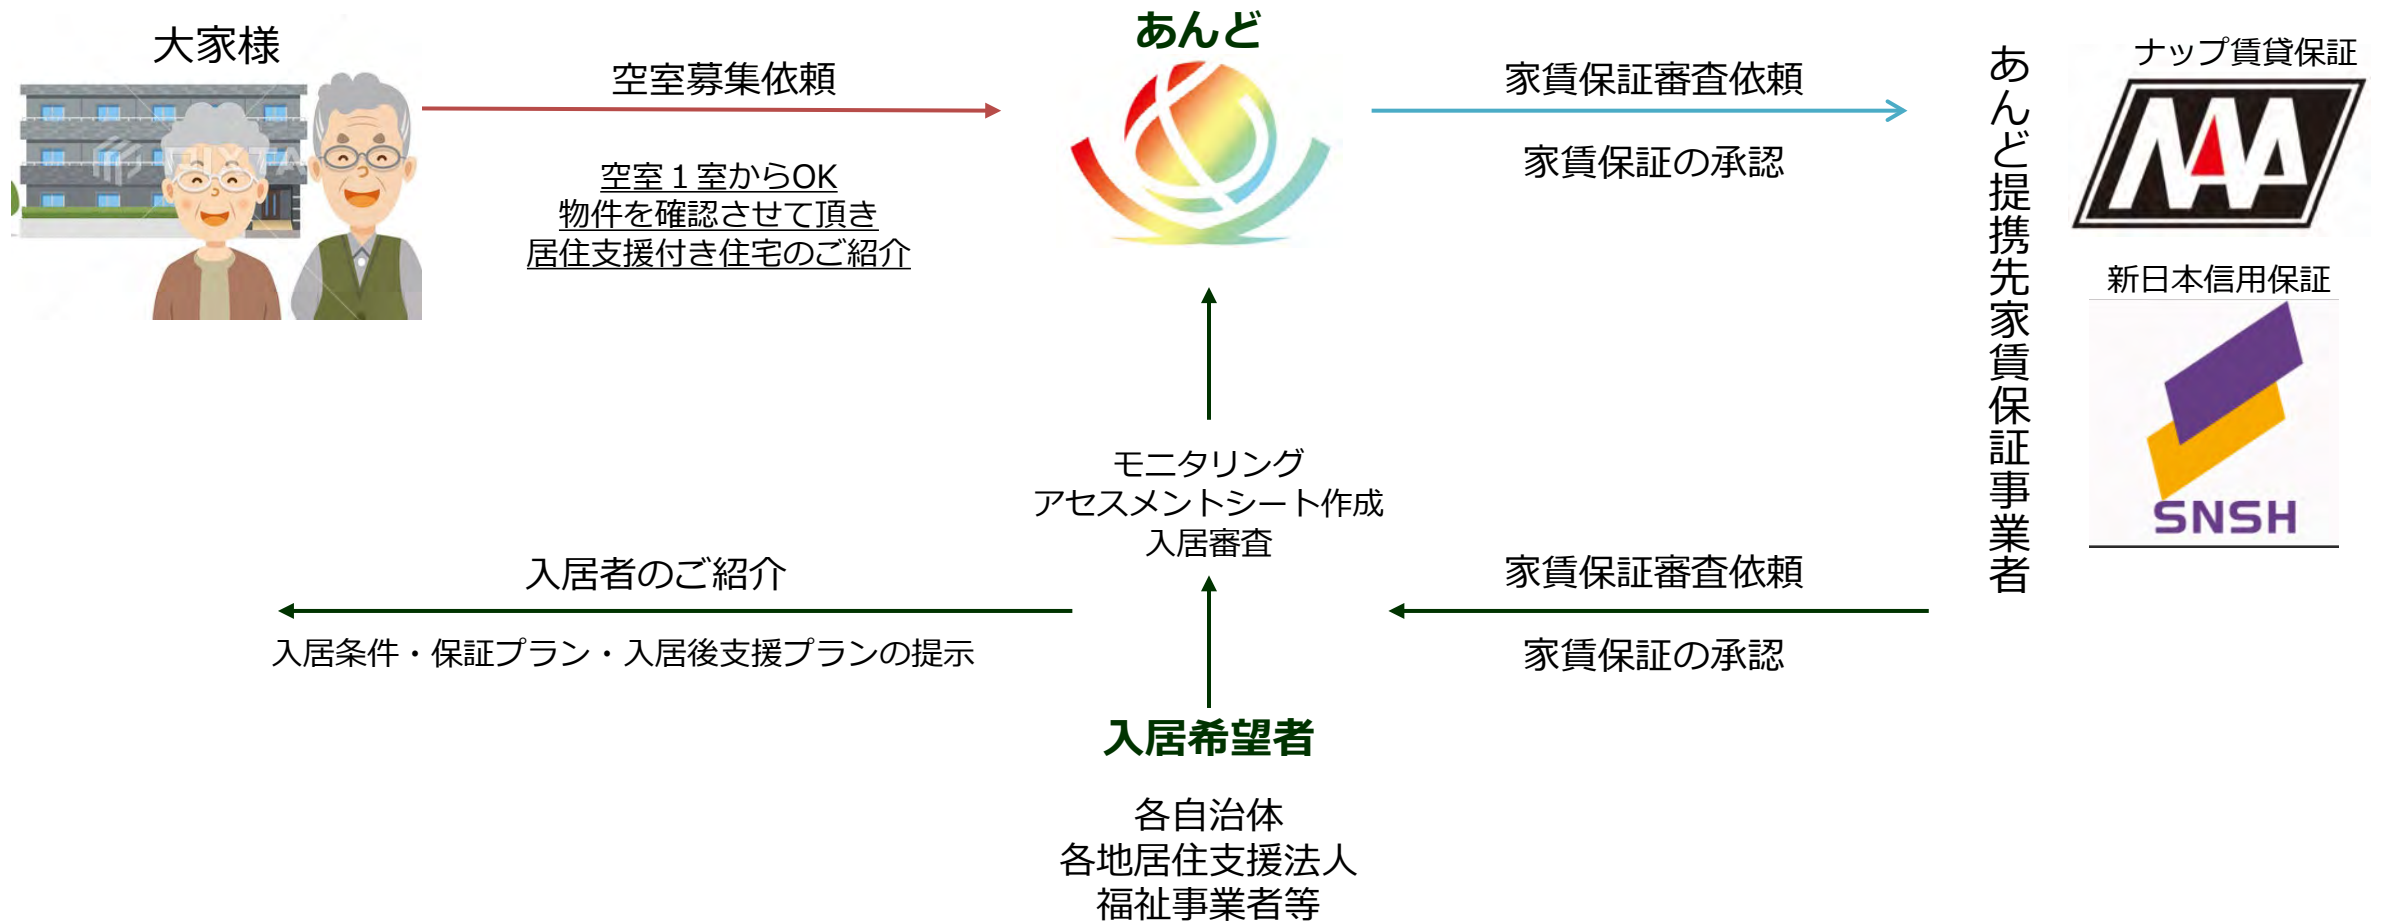 大家様
空室募集依頼
空室１室からOK
物件を確認させて頂き
居住支援付き住宅のご紹介
あんど
家賃保証審査依頼
家賃保証の承認
あんど提携先家賃保証事業者
ナップ賃貸保証
新日本信用保証
SNSH
モニタリング
アセスメントシート作成
入居審査
入居者のご紹介
入居条件・保証プラン・入居後支援プランの提示
家賃保証審査依頼
家賃保証の承認
入居希望者
各自治体
各地居住支援法人
福祉事業者等